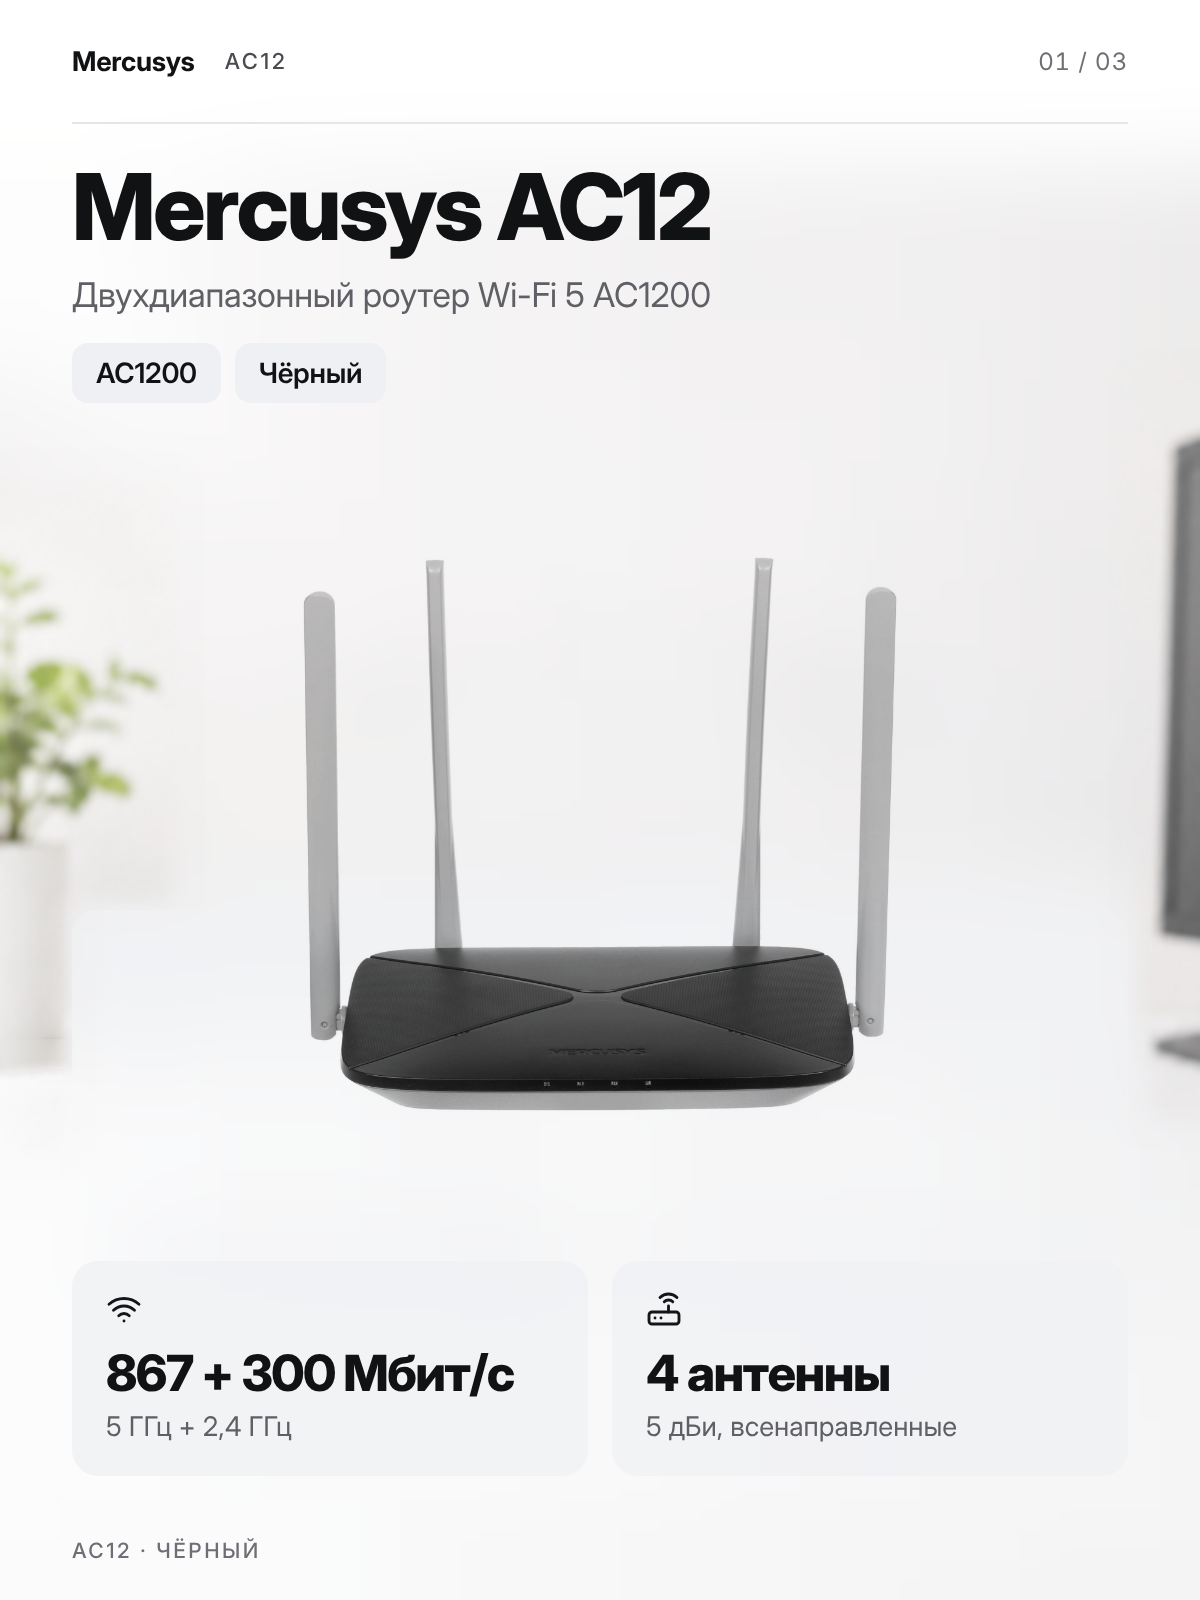 Mercusys AC12 01 / 03
Mercusys AC12
Двухдиапазонный роутер Wi-Fi 5 AC1200
AC1200 Чёрный
MERCUSYS
867 + 300 Мбит/с
5 ГГц + 2,4 ГГц
4 антенны
5 дБи, всенаправленные
AC12 · ЧЁРНЫЙ